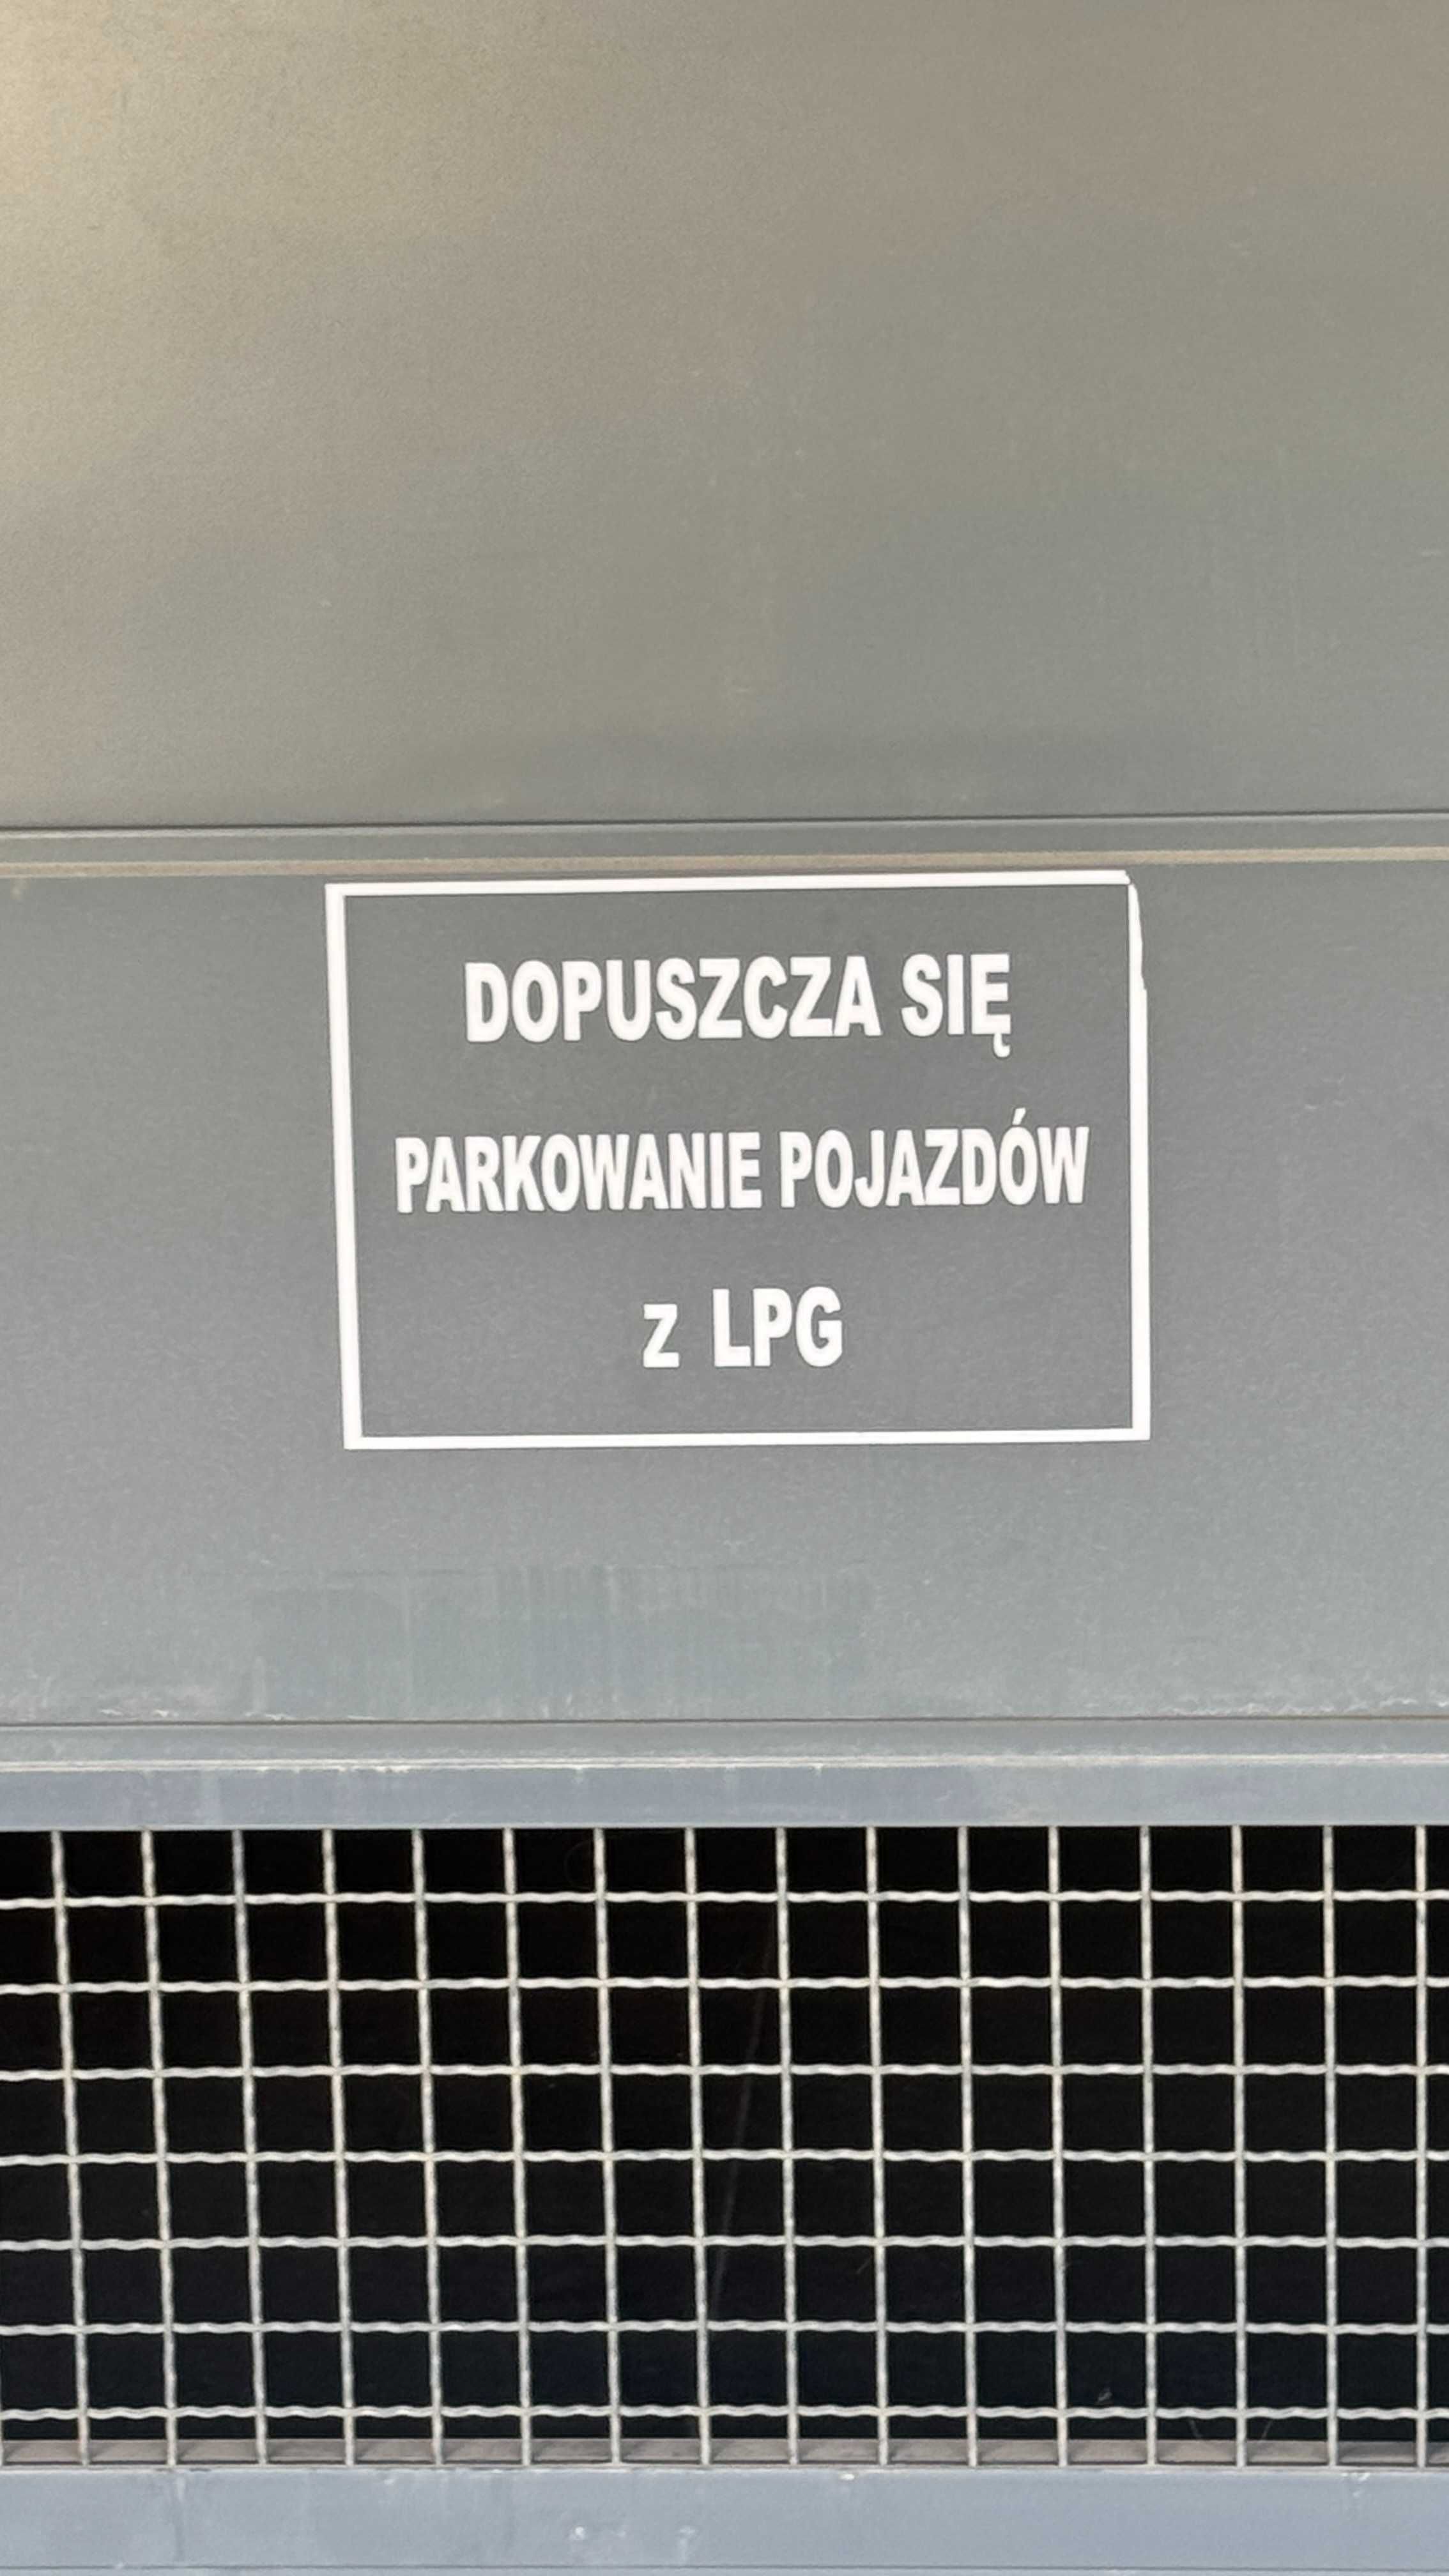 DOPUSZCZA SIĘ
PARKOWANIE POJAZDÓW
z LPG